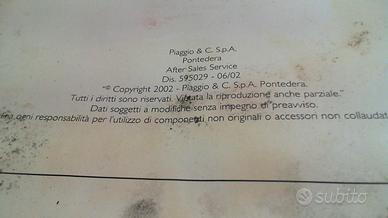 Piaggio & C. S.p.A.
Pontedera
After Sales Service
Dis. 595029 - 06/02
"© Copyright 2002 - Piaggio & C. S.p.A. Pontedera.
Tutti i diritti sono riservati. Vietata la riproduzione anche parziale."
Dati soggetti a modifiche senza impegno di preavviso.
ogni responsabilità per l'utilizzo di componenti non originali o accessori non collaudat
subito